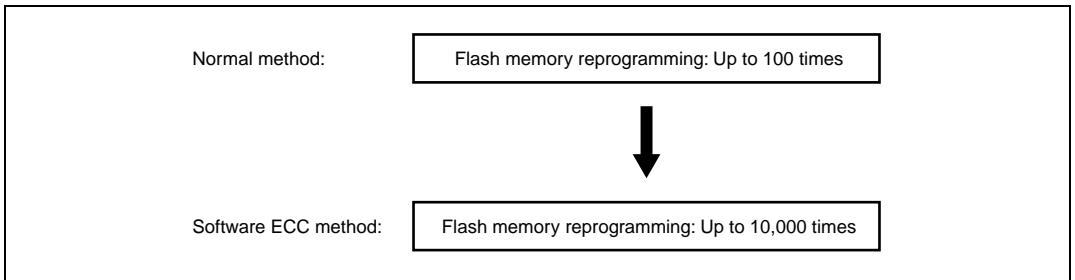 Normal method: Flash memory reprogramming: Up to 100 times
Software ECC method: Flash memory reprogramming: Up to 10,000 times